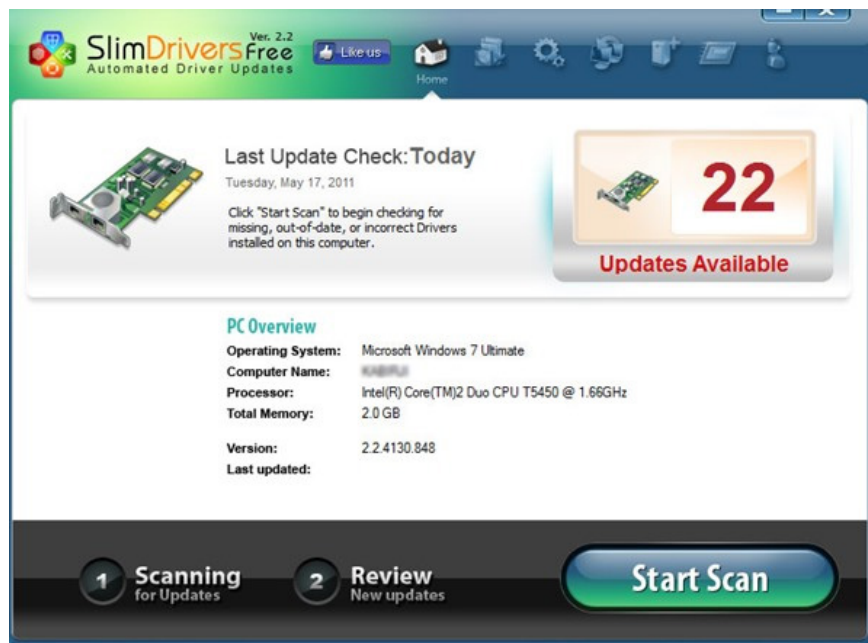 SlimDrivers Free Ver. 2.2
Automated Driver Updates
Like us
Home
Last Update Check:Today
Tuesday, May 17, 2011
Click "Start Scan" to begin checking for
missing, out-of-date, or incorrect Drivers
installed on this computer.
22
Updates Available
PC Overview
Operating System: Microsoft Windows 7 Ultimate
Computer Name:
Processor: Intel(R) Core(TM)2 Duo CPU T5450 @ 1.66GHz
Total Memory: 2.0 GB
Version: 2.2.4130.848
Last updated:
1 Scanning
for Updates
2 Review
New updates
Start Scan